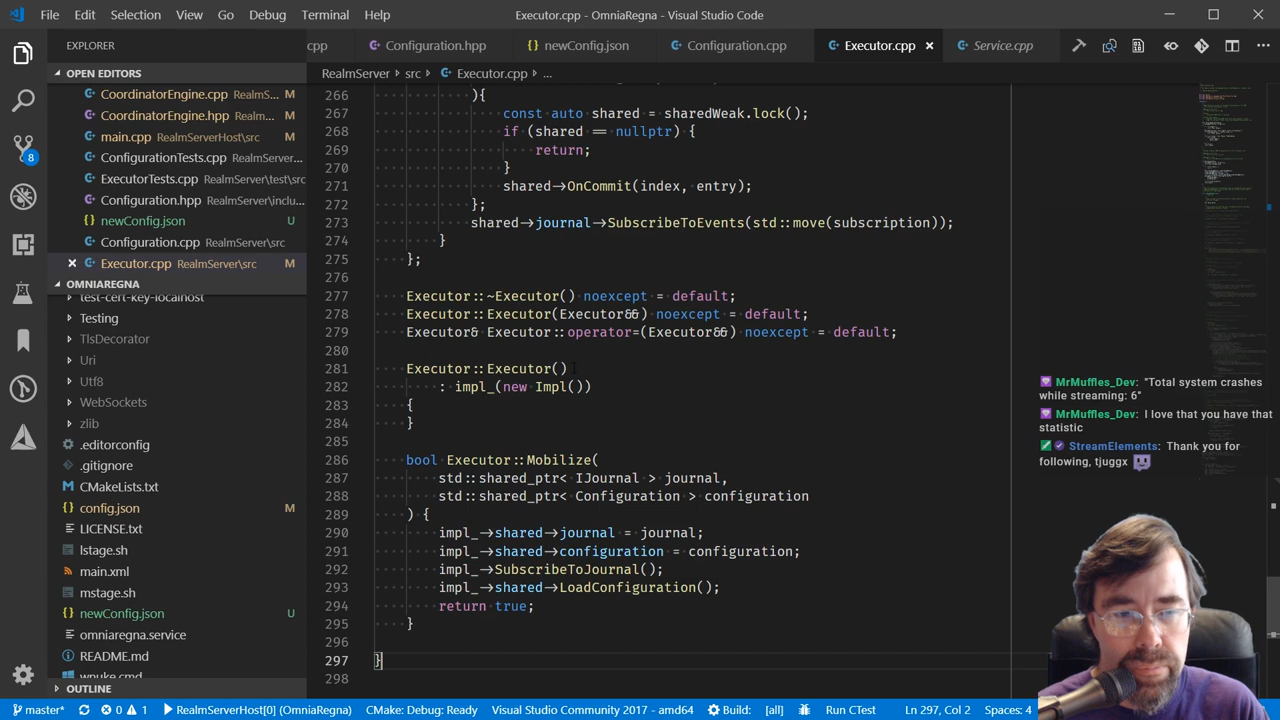 File Edit Selection View Go Debug Terminal Help
Executor.cpp - OmniaRegna - Visual Studio Code
EXPLORER
cpp Configuration.hpp newConfig.json Configuration.cpp Executor.cpp Service.cpp
OPEN EDITORS
CoordinatorEngine.cpp RealmS... M
CoordinatorEngine.hpp RealmS... M
main.cpp RealmServerHost\src M
ConfigurationTests.cpp RealmServer...
ExecutorTests.cpp RealmServer\test\src
Configuration.hpp RealmServer\inclu...
newConfig.json U
Configuration.cpp RealmServer\src
Executor.cpp RealmServer\src M
8
OMNIAREGNA
test-cert-key-localhost
Testing
TlsDecorator
Uri
Utf8
WebSockets
zlib
.editorconfig
.gitignore
CMakeLists.txt
config.json M
LICENSE.txt
lstage.sh
main.xml
mstage.sh
newConfig.json U
omniaregna.service
README.md
wpuke.cmd
OUTLINE
RealmServer > src > Executor.cpp > ...
266 ){
267 const auto shared = sharedWeak.lock();
268 if (shared == nullptr) {
269 return;
270 }
271 shared->OnCommit(index, entry);
272 };
273 shared->journal->SubscribeToEvents(std::move(subscription));
274 }
275 };
276
277 Executor::~Executor() noexcept = default;
278 Executor::Executor(Executor&&) noexcept = default;
279 Executor& Executor::operator=(Executor&&) noexcept = default;
280
281 Executor::Executor()
282 : impl_(new Impl())
283 {
284 }
285
286 bool Executor::Mobilize(
287 std::shared_ptr< IJournal > journal,
288 std::shared_ptr< Configuration > configuration
289 ) {
290 impl_->shared->journal = journal;
291 impl_->shared->configuration = configuration;
292 impl_->SubscribeToJournal();
293 impl_->shared->LoadConfiguration();
294 return true;
295 }
296
297 }
298
MrMuffles_Dev: "Total system crashes
while streaming: 6"
MrMuffles_Dev: I love that you have that
statistic
StreamElements: Thank you for
following, tjuggx
master* 0 1 RealmServerHost[0] (OmniaRegna) CMake: Debug: Ready Visual Studio Community 2017 - amd64 Build: [all] Debug Run CTest Ln 297, Col 2 Spaces: 4